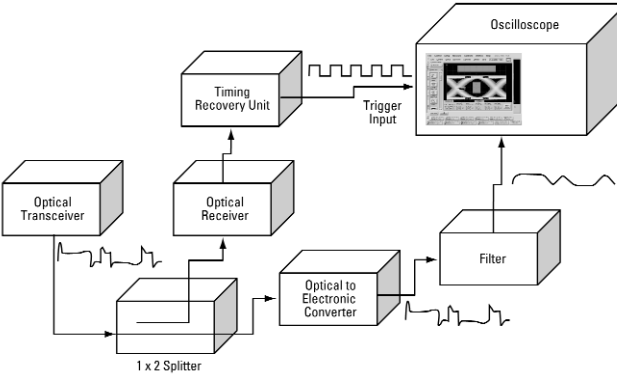 Oscilloscope
Timing
Recovery Unit
Trigger
Input
Optical
Transceiver
Optical
Receiver
Filter
Optical to
Electronic
Converter
1 x 2 Splitter